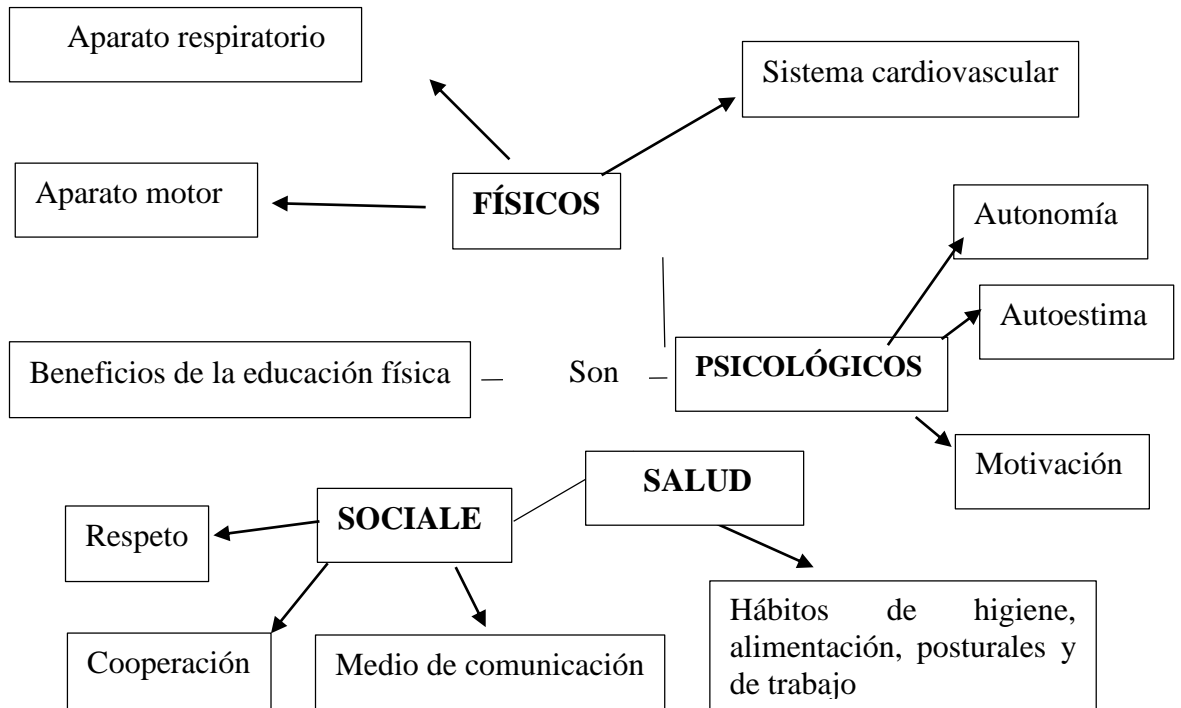 Aparato respiratorio
Sistema cardiovascular
Aparato motor
FÍSICOS
Autonomía
Autoestima
Beneficios de la educación física
Son
PSICOLÓGICOS
Motivación
SALUD
SOCIALE
Respeto
Hábitos de higiene,
alimentación, posturales y
de trabajo
Cooperación
Medio de comunicación